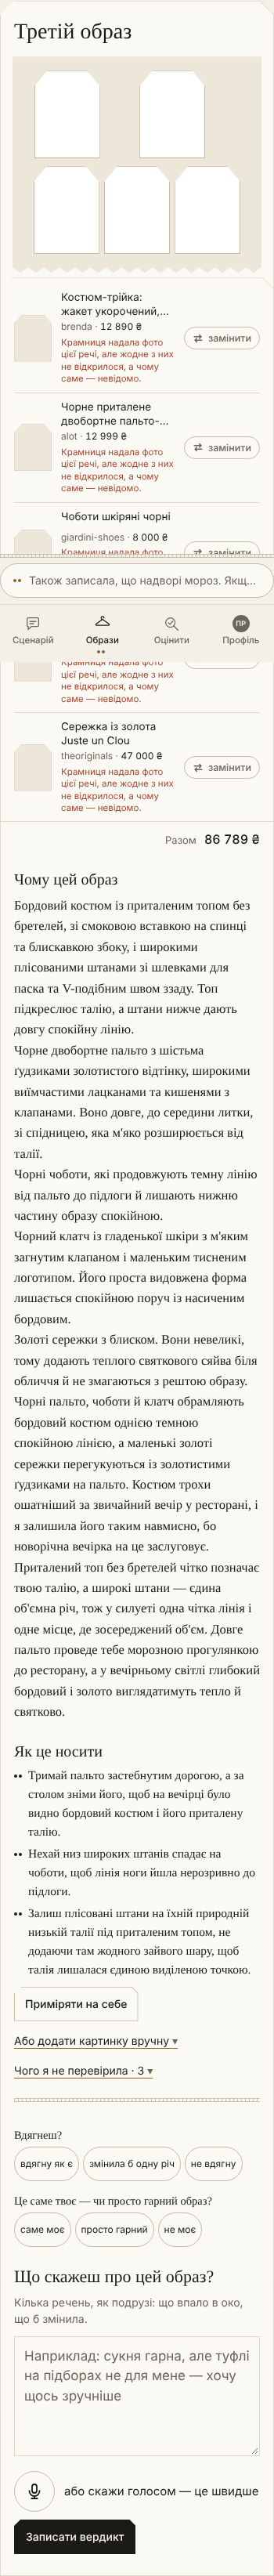 Третій образ
Костюм-трійка:
жакет укорочений,...
brenda · 12 890 ₴
Крамниця надала фото
цієї речі, але жодне з них
не відкрилося, а чому
саме — невідомо.
замінити
Чорне приталене
двобортне пальто-...
alot · 12 999 ₴
Крамниця надала фото
цієї речі, але жодне з них
не відкрилося, а чому
саме — невідомо.
замінити
Чоботи шкіряні чорні
giardini-shoes · 8 000 ₴
Крамниця надала фото
замінити
Також записала, що надворі мороз. Якщ...
Сценарій
Образи
Оцінити
ПР
Профіль
Крамниця надала фото
цієї речі, але жодне з них
не відкрилося, а чому
саме — невідомо.
Сережка із золота
Juste un Clou
theoriginals · 47 000 ₴
Крамниця надала фото
цієї речі, але жодне з них
не відкрилося, а чому
саме — невідомо.
замінити
Разом 86 789 ₴
Чому цей образ
Бордовий костюм із приталеним топом без
бретелей, зі смоковою вставкою на спинці
та блискавкою збоку, і широкими
плісованими штанами зі шлевками для
паска та V-подібним швом ззаду. Топ
підкреслює талію, а штани нижче дають
довгу спокійну лінію.
Чорне двобортне пальто з шістьма
ґудзиками золотистого відтінку, широкими
виїмчастими лацканами та кишенями з
клапанами. Воно довге, до середини литки,
зі спідницею, яка м'яко розширюється від
талії.
Чорні чоботи, які продовжують темну лінію
від пальто до підлоги й лишають нижню
частину образу спокійною.
Чорний клатч із гладенької шкіри з м'яким
загнутим клапаном і маленьким тисненим
логотипом. Його проста видовжена форма
лишається спокійною поруч із насиченим
бордовим.
Золоті сережки з блиском. Вони невеликі,
тому додають теплого святкового сяйва біля
обличчя й не змагаються з рештою образу.
Чорні пальто, чоботи й клатч обрамляють
бордовий костюм однією темною
спокійною лінією, а маленькі золоті
сережки перегукуються із золотистими
ґудзиками на пальто. Костюм трохи
ошатніший за звичайний вечір у ресторані, і
я залишила його таким навмисно, бо
новорічна вечірка на це заслуговує.
Приталений топ без бретелей чітко позначає
твою талію, а широкі штани — єдина
об'ємна річ, тож у силуеті одна чітка лінія і
одне місце, де зосереджений об'єм. Довге
пальто проведе тебе морозною прогулянкою
до ресторану, а у вечірньому світлі глибокий
бордовий і золото виглядатимуть тепло й
святково.
Як це носити
Тримай пальто застебнутим дорогою, а за
столом зніми його, щоб на вечірці було
видно бордовий костюм і його приталену
талію.
Нехай низ широких штанів спадає на
чоботи, щоб лінія ноги йшла нерозривно до
підлоги.
Залиш плісовані штани на їхній природній
низькій талії під приталеним топом, не
додаючи там жодного зайвого шару, щоб
талія лишалася єдиною виділеною точкою.
Приміряти на себе
Або додати картинку вручну ▾
Чого я не перевірила · 3 ▾
Вдягнеш?
вдягну як є
змінила б одну річ
не вдягну
Це саме твоє — чи просто гарний образ?
саме моє
просто гарний
не моє
Що скажеш про цей образ?
Кілька речень, як подрузі: що впало в око,
що б змінила.
Наприклад: сукня гарна, але туфлі
на підборах не для мене — хочу
щось зручніше
або скажи голосом — це швидше
Записати вердикт